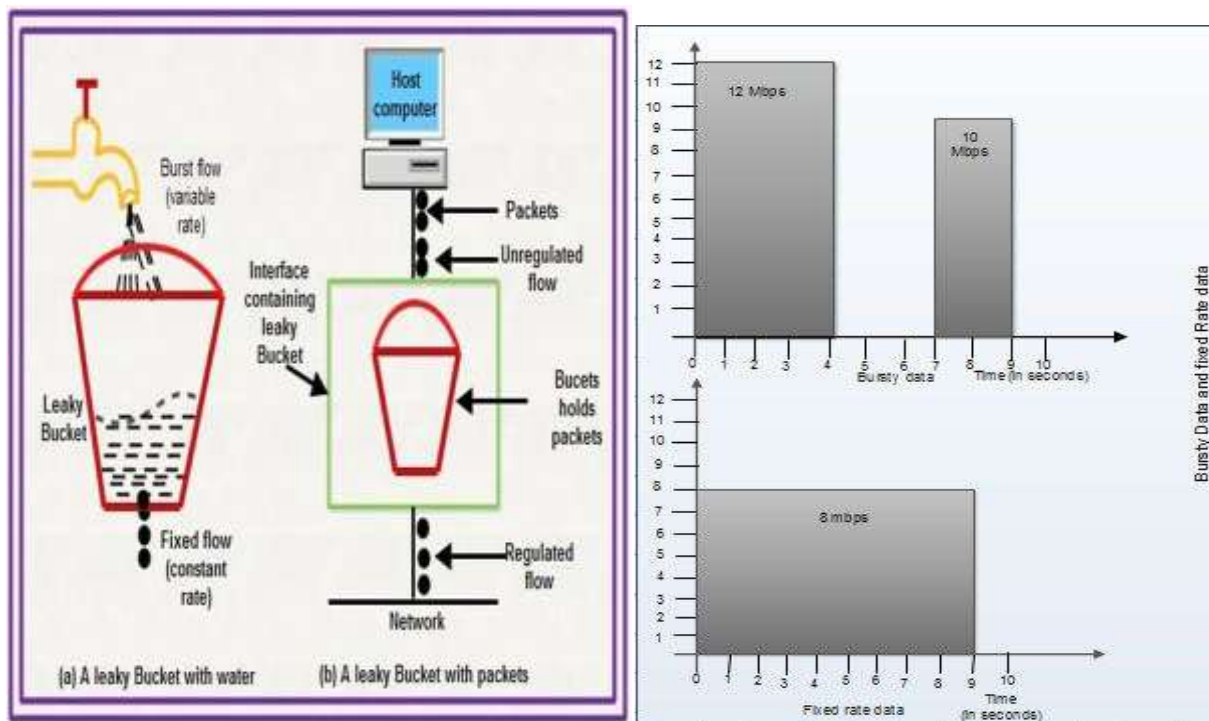 Burst flow
(variable
rate)
Leaky
Bucket
Fixed flow
(constant
rate)
(a) A leaky Bucket with water
Host
computer
Packets
Unregulated
flow
Interface
containing
leaky
Bucket
Bucets
holds
packets
Regulated
flow
Network
(b) A leaky Bucket with packets
12
11
10
9
8
7
6
5
4
3
2
1
12 Mbps
10
Mbps
0 1 2 3 4 5 6 7 8 9 10
Bursty data Time (In seconds)
12
11
10
9
8
7
6
5
4
3
2
1
8 mbps
0 1 2 3 4 5 6 7 8 9 10
Fixed rate data
Time
(In seconds)
Bursty Data and fixed Rate data